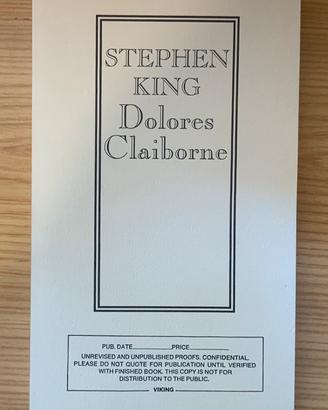 STEPHEN
KING
Dolores
Claiborne
PUB. DATE____________PRICE____________
UNREVISED AND UNPUBLISHED PROOFS. CONFIDENTIAL.
PLEASE DO NOT QUOTE FOR PUBLICATION UNTIL VERIFIED
WITH FINISHED BOOK. THIS COPY IS NOT FOR
DISTRIBUTION TO THE PUBLIC.
VIKING